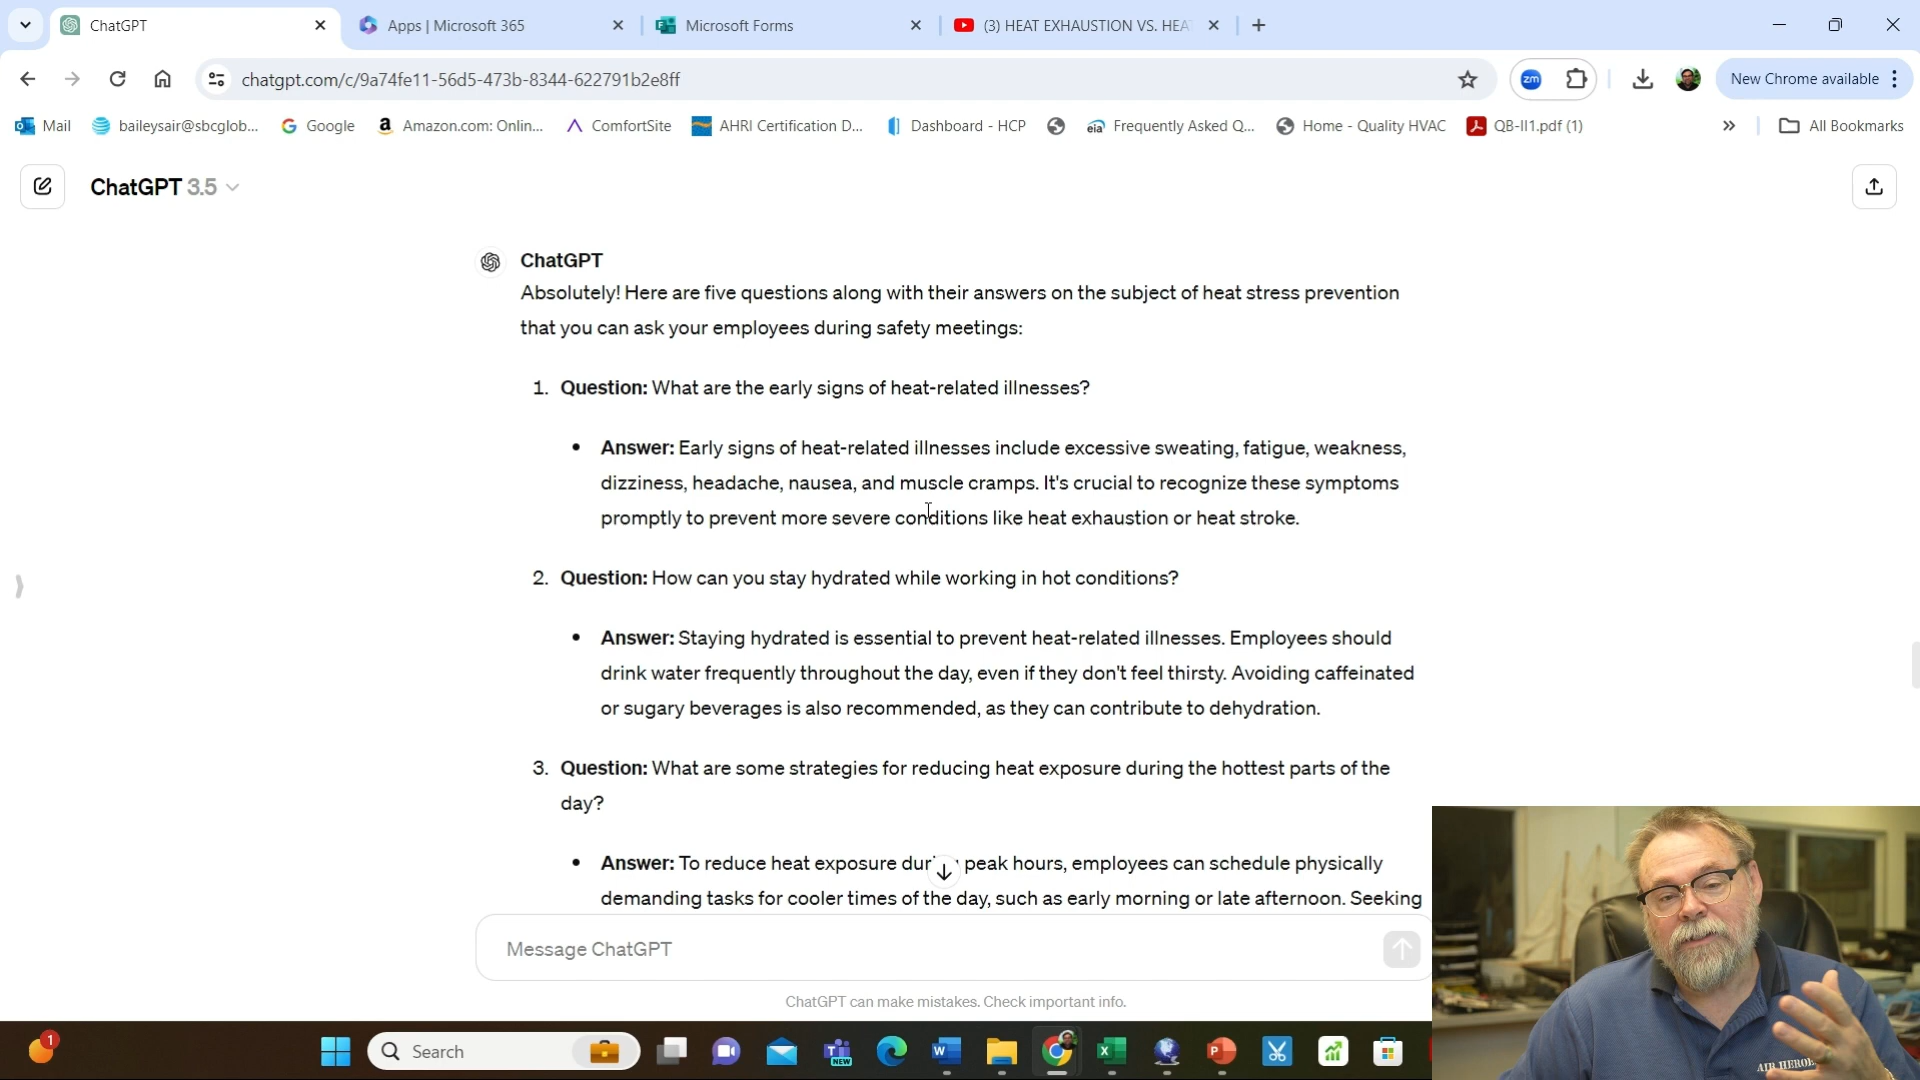 ChatGPT
Apps | Microsoft 365
Microsoft Forms
(3) HEAT EXHAUSTION VS. HEA
chatgpt.com/c/9a74fe11-56d5-473b-8344-622791b2e8ff
zm
New Chrome available
Mail
baileysair@sbcglob...
Google
Amazon.com: Onlin...
ComfortSite
AHRI Certification D...
Dashboard - HCP
eia
Frequently Asked Q...
Home - Quality HVAC
QB-II1.pdf (1)
All Bookmarks
ChatGPT 3.5
ChatGPT
Absolutely! Here are five questions along with their answers on the subject of heat stress prevention
that you can ask your employees during safety meetings:
1. Question: What are the early signs of heat-related illnesses?
• Answer: Early signs of heat-related illnesses include excessive sweating, fatigue, weakness,
dizziness, headache, nausea, and muscle cramps. It's crucial to recognize these symptoms
promptly to prevent more severe conditions like heat exhaustion or heat stroke.
2. Question: How can you stay hydrated while working in hot conditions?
• Answer: Staying hydrated is essential to prevent heat-related illnesses. Employees should
drink water frequently throughout the day, even if they don't feel thirsty. Avoiding caffeinated
or sugary beverages is also recommended, as they can contribute to dehydration.
3. Question: What are some strategies for reducing heat exposure during the hottest parts of the
day?
• Answer: To reduce heat exposure during peak hours, employees can schedule physically
demanding tasks for cooler times of the day, such as early morning or late afternoon. Seeking
Message ChatGPT
ChatGPT can make mistakes. Check important info.
1
Search
NEW
AIR HEROE